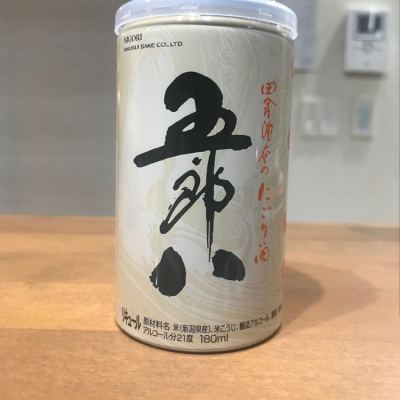 NIGORI
KIKUSUI SAKE CO., LTD.
五郎八
田舎酒屋のにごり酒
リキュール
原材料名 米(新潟県産)、米こうじ、醸造アルコール、
アルコール分21度 180ml